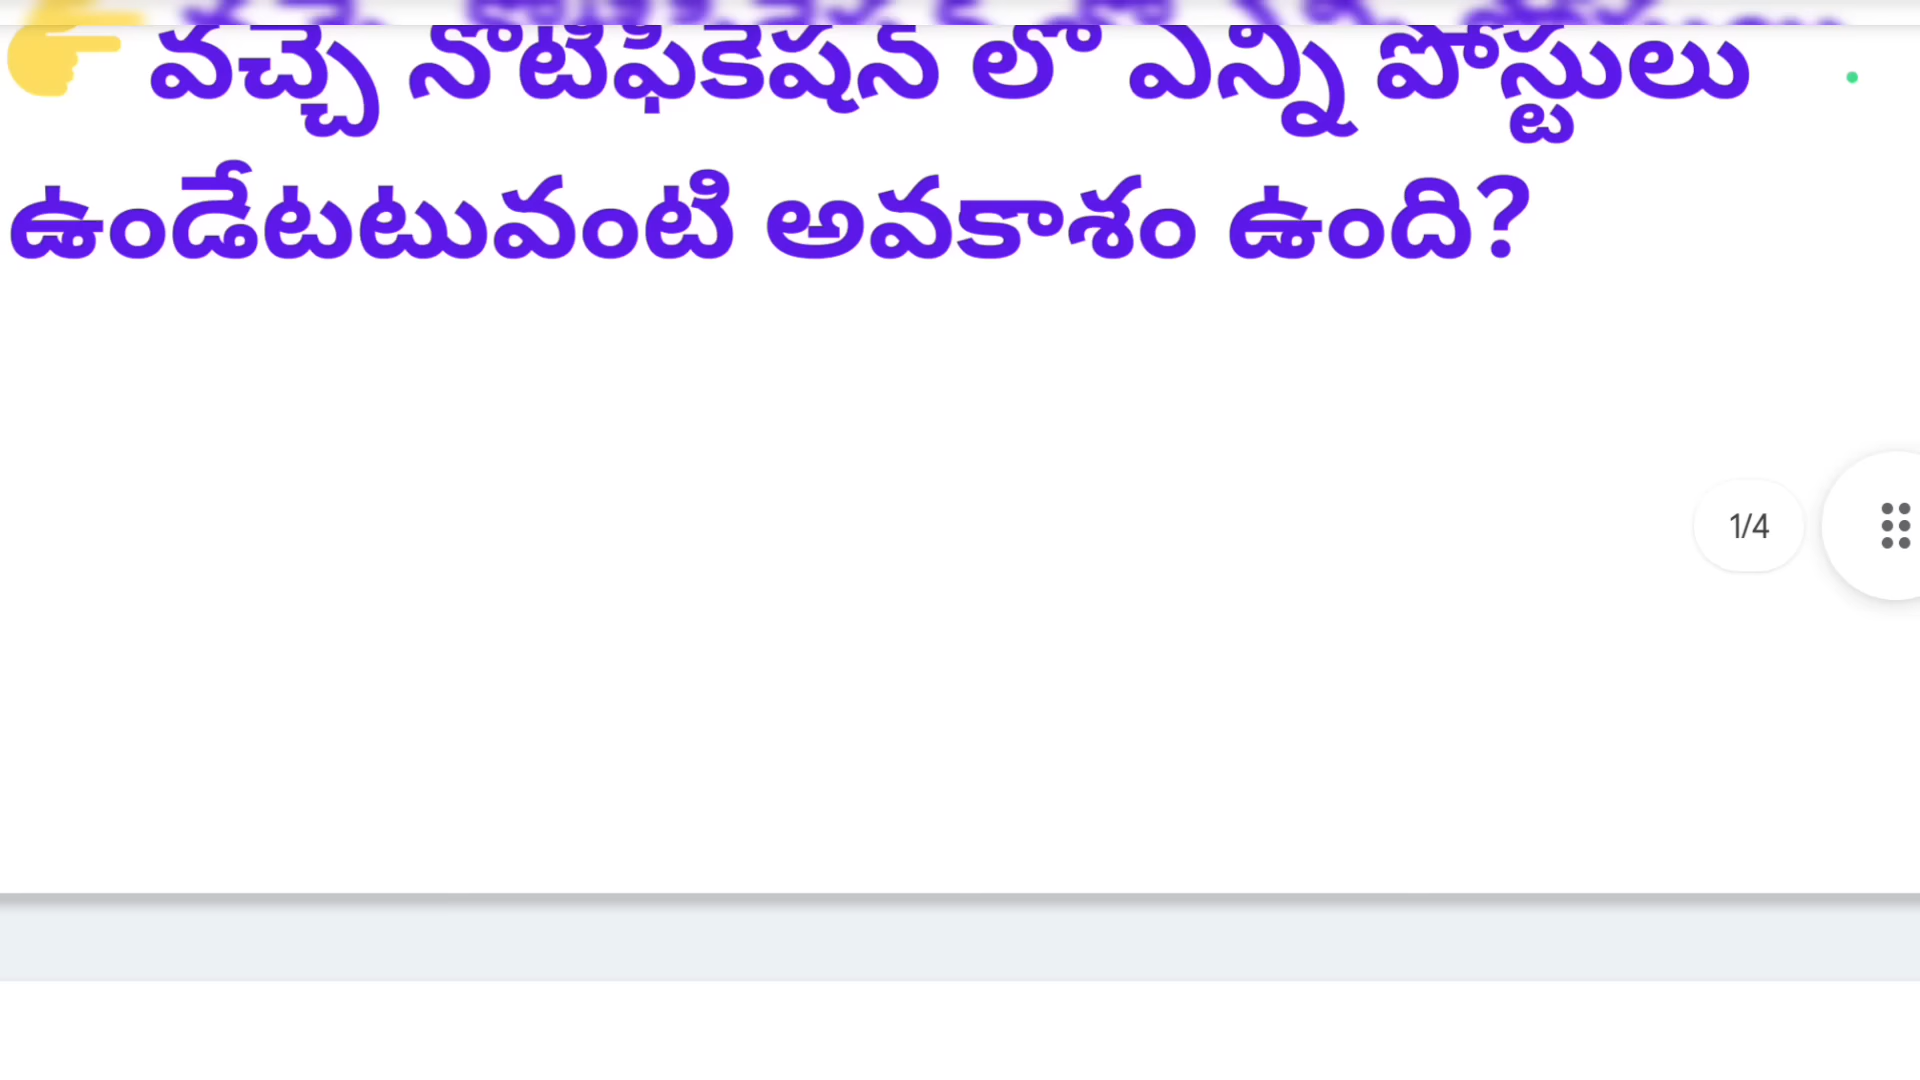 👉 వచ్చే నోటిఫికేషన్ లో ఎన్ని పోస్టులు
ఉండేటటువంటి అవకాశం ఉంది?
1/4